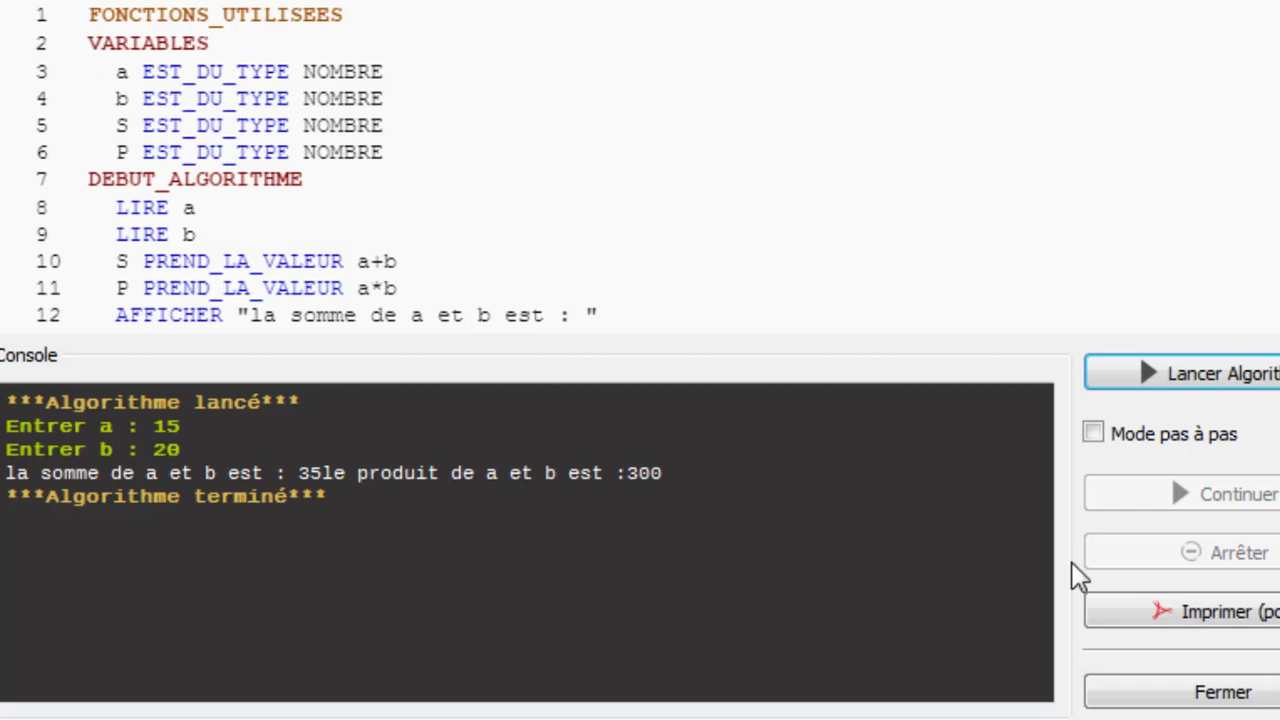 1 FONCTIONS_UTILISEES
2 VARIABLES
3 a EST_DU_TYPE NOMBRE
4 b EST_DU_TYPE NOMBRE
5 S EST_DU_TYPE NOMBRE
6 P EST_DU_TYPE NOMBRE
7 DEBUT_ALGORITHME
8 LIRE a
9 LIRE b
10 S PREND_LA_VALEUR a+b
11 P PREND_LA_VALEUR a*b
12 AFFICHER "la somme de a et b est : "
Console
***Algorithme lancé***
Entrer a : 15
Entrer b : 20
la somme de a et b est : 35le produit de a et b est :300
***Algorithme terminé***
Lancer Algorit
Mode pas à pas
Continuer
Arrêter
Imprimer (pd
Fermer